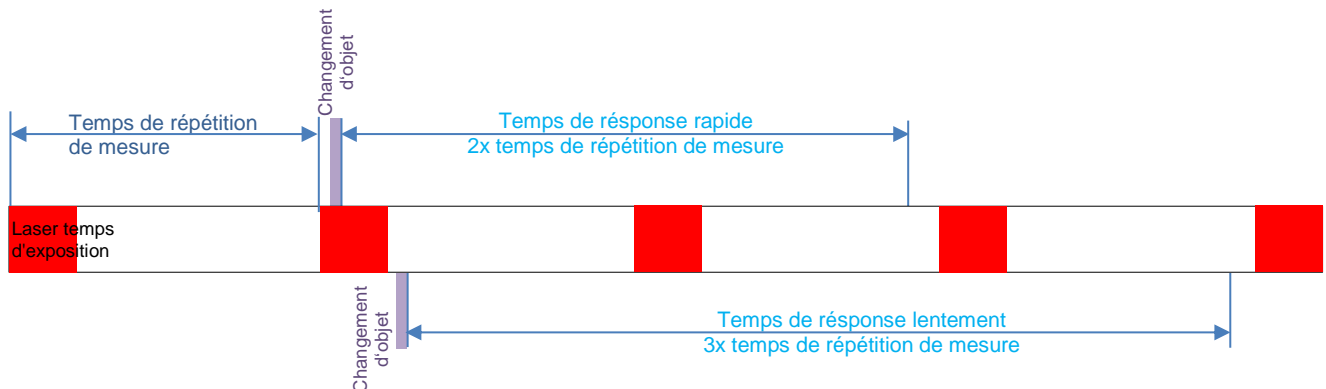 Changement
d'objet
Temps de répétition
de mesure
Temps de résponse rapide
2x temps de répétition de mesure
Laser temps
d'exposition
Changement
d'objet
Temps de résponse lentement
3x temps de répétition de mesure